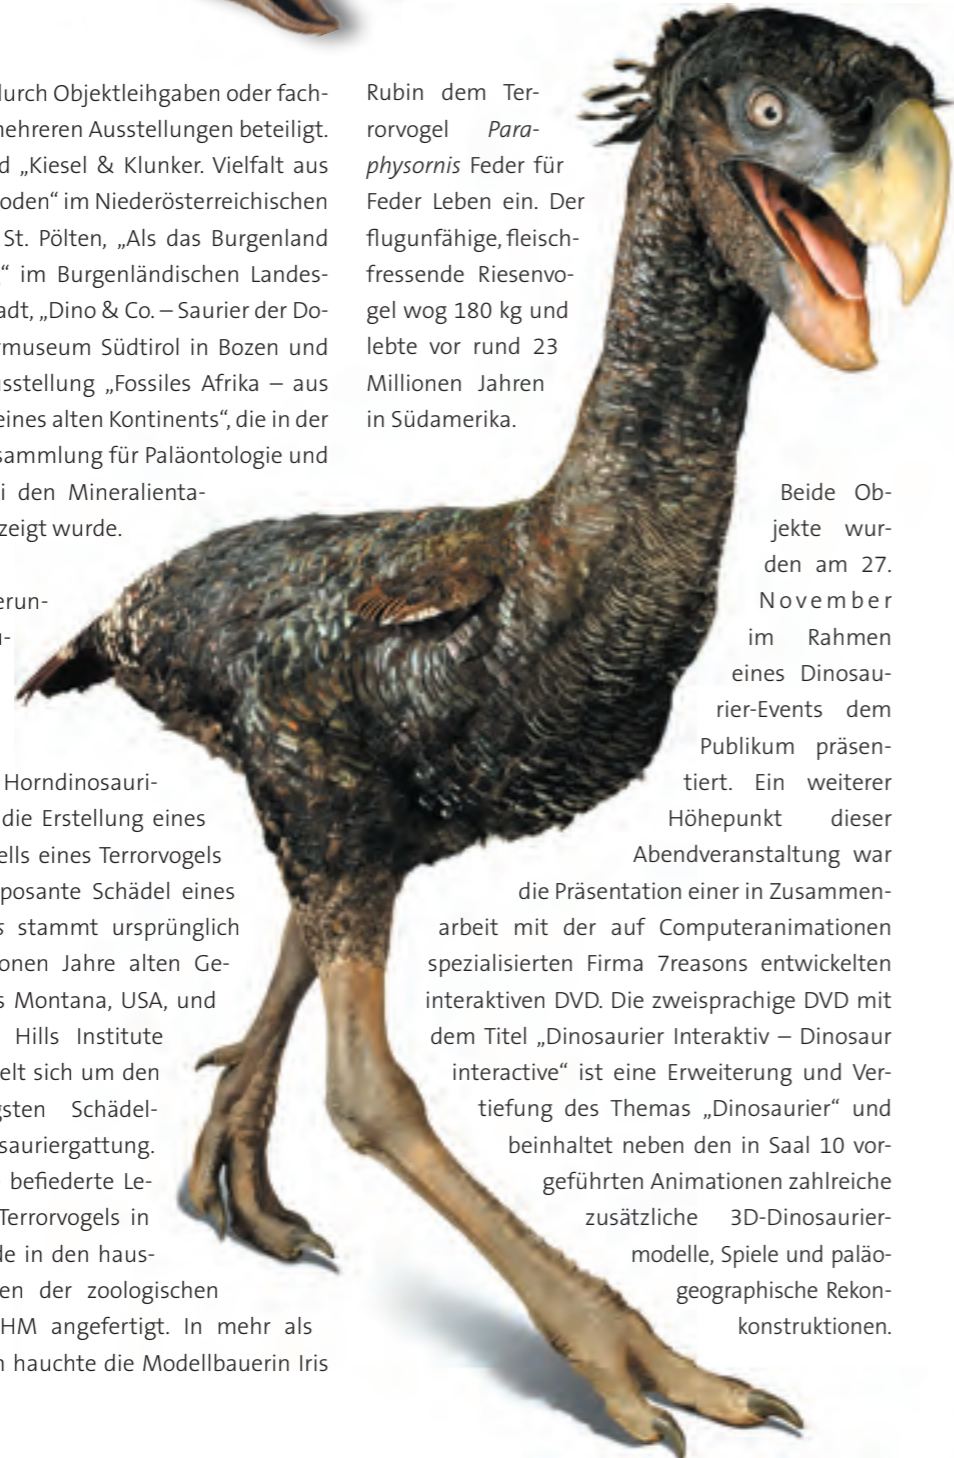 durch Objektleihgaben oder fach-
mehreren Ausstellungen beteiligt.
d „Kiesel & Klunker. Vielfalt aus
oden“ im Niederösterreichischen
St. Pölten, „Als das Burgenland
“ im Burgenländischen Landes-
adt, „Dino & Co. – Saurier der Do-
rmuseum Südtirol in Bozen und
sstellung „Fossiles Afrika – aus
eines alten Kontinents“, die in der
sammlung für Paläontologie und
i den Mineralienta-
zeigt wurde.
erun-
Horndinosauri-
die Erstellung eines
ells eines Terrorvogels
posante Schädel eines
s stammt ursprünglich
onen Jahre alten Ge-
s Montana, USA, und
Hills Institute
elt sich um den
gsten Schädel-
sauriergattung.
befiederte Le-
Terrorvogels in
de in den haus-
en der zoologischen
HM angefertigt. In mehr als
n hauchte die Modellbauerin Iris
Rubin dem Ter-
rorvogel Para-
physornis Feder für
Feder Leben ein. Der
flugunfähige, fleisch-
fressende Riesenvo-
gel wog 180 kg und
lebte vor rund 23
Millionen Jahren
in Südamerika.
Beide Ob-
jekte wur-
den am 27.
November
im Rahmen
eines Dinosau-
rier-Events dem
Publikum präsen-
tiert. Ein weiterer
Höhepunkt dieser
Abendveranstaltung war
die Präsentation einer in Zusammen-
arbeit mit der auf Computeranimationen
spezialisierten Firma 7reasons entwickelten
interaktiven DVD. Die zweisprachige DVD mit
dem Titel „Dinosaurier Interaktiv – Dinosaur
interactive“ ist eine Erweiterung und Ver-
tiefung des Themas „Dinosaurier“ und
beinhaltet neben den in Saal 10 vor-
geführten Animationen zahlreiche
zusätzliche 3D-Dinosaurier-
modelle, Spiele und paläo-
geographische Rekon-
konstruktionen.